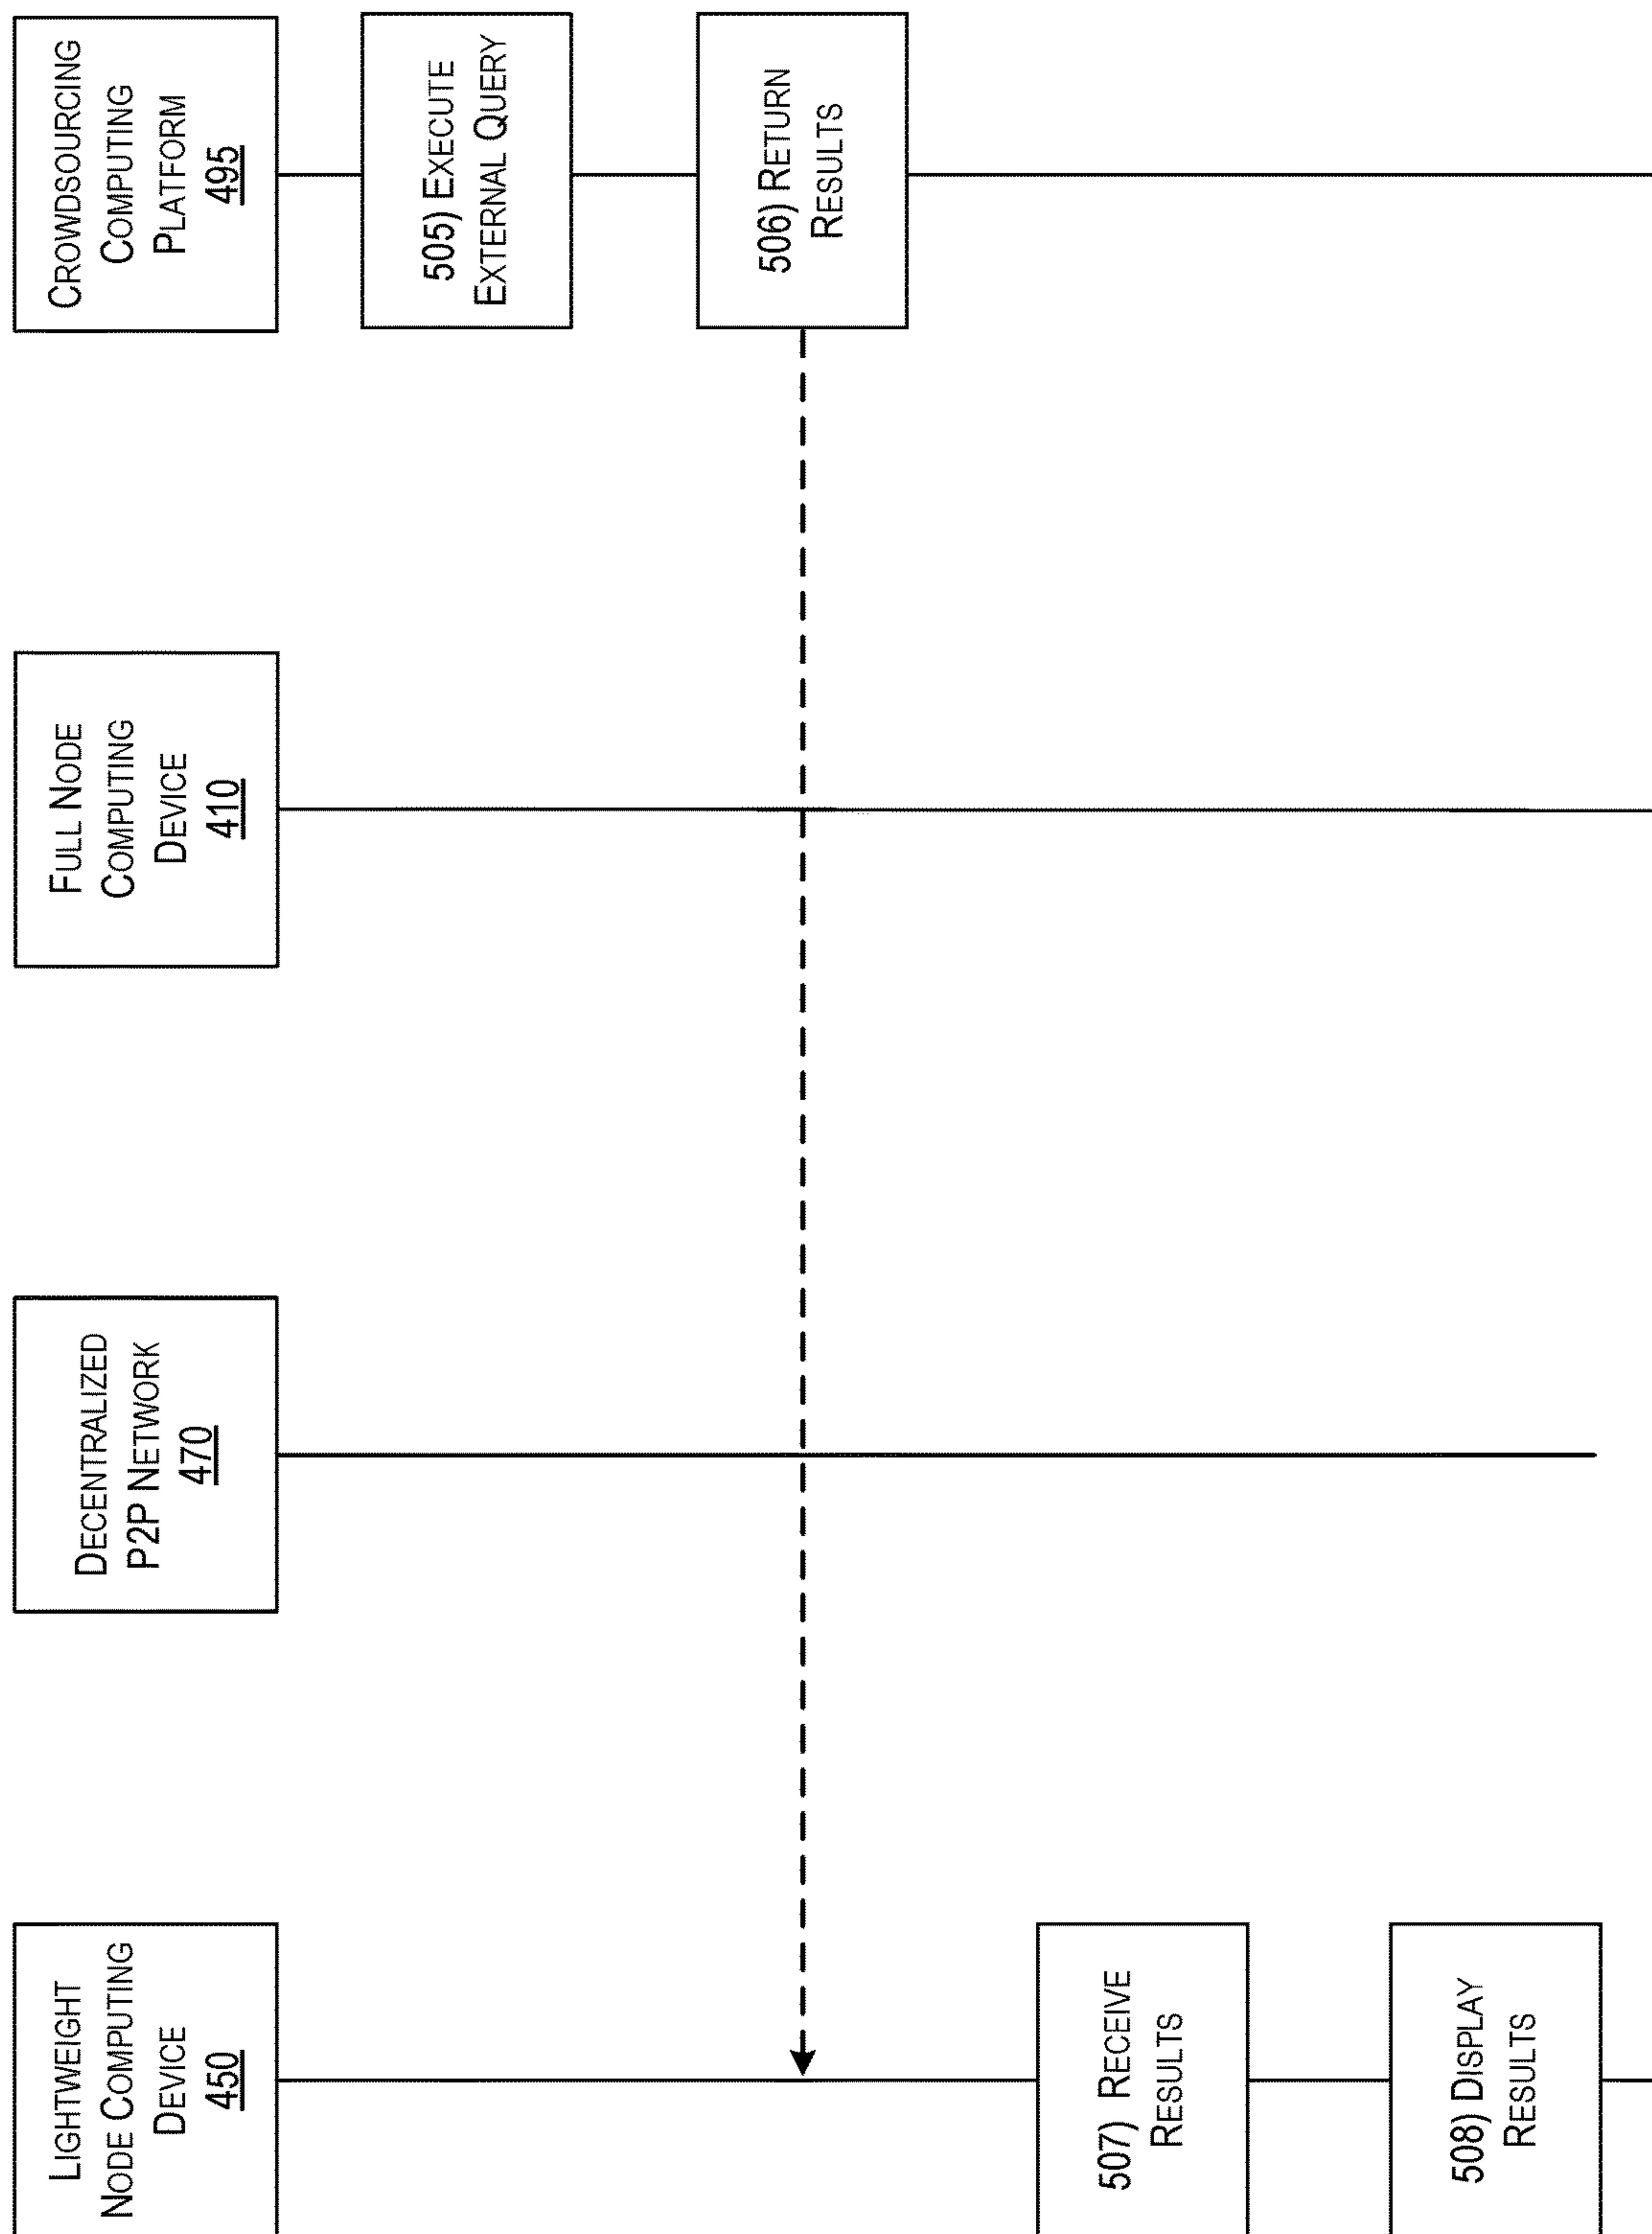 LIGHTWEIGHT
NODE COMPUTING
DEVICE
450
DECENTRALIZED
P2P NETWORK
470
FULL NODE
COMPUTING
DEVICE
410
CROWDSOURCING
COMPUTING
PLATFORM
495
505) EXECUTE
EXTERNAL QUERY
506) RETURN
RESULTS
507) RECEIVE
RESULTS
508) DISPLAY
RESULTS